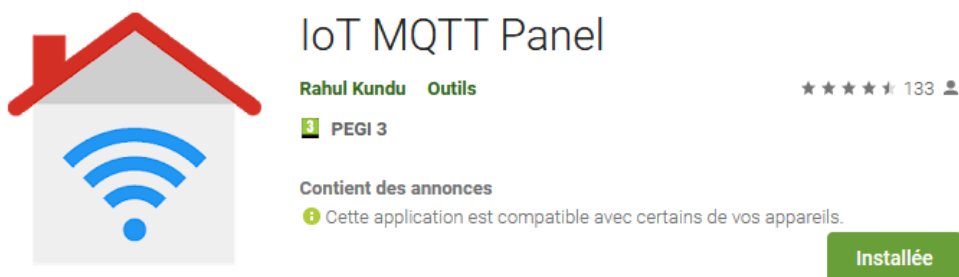 IoT MQTT Panel
Rahul Kundu Outils 133
3 PEGI 3
Contient des annonces
Cette application est compatible avec certains de vos appareils.
Installée